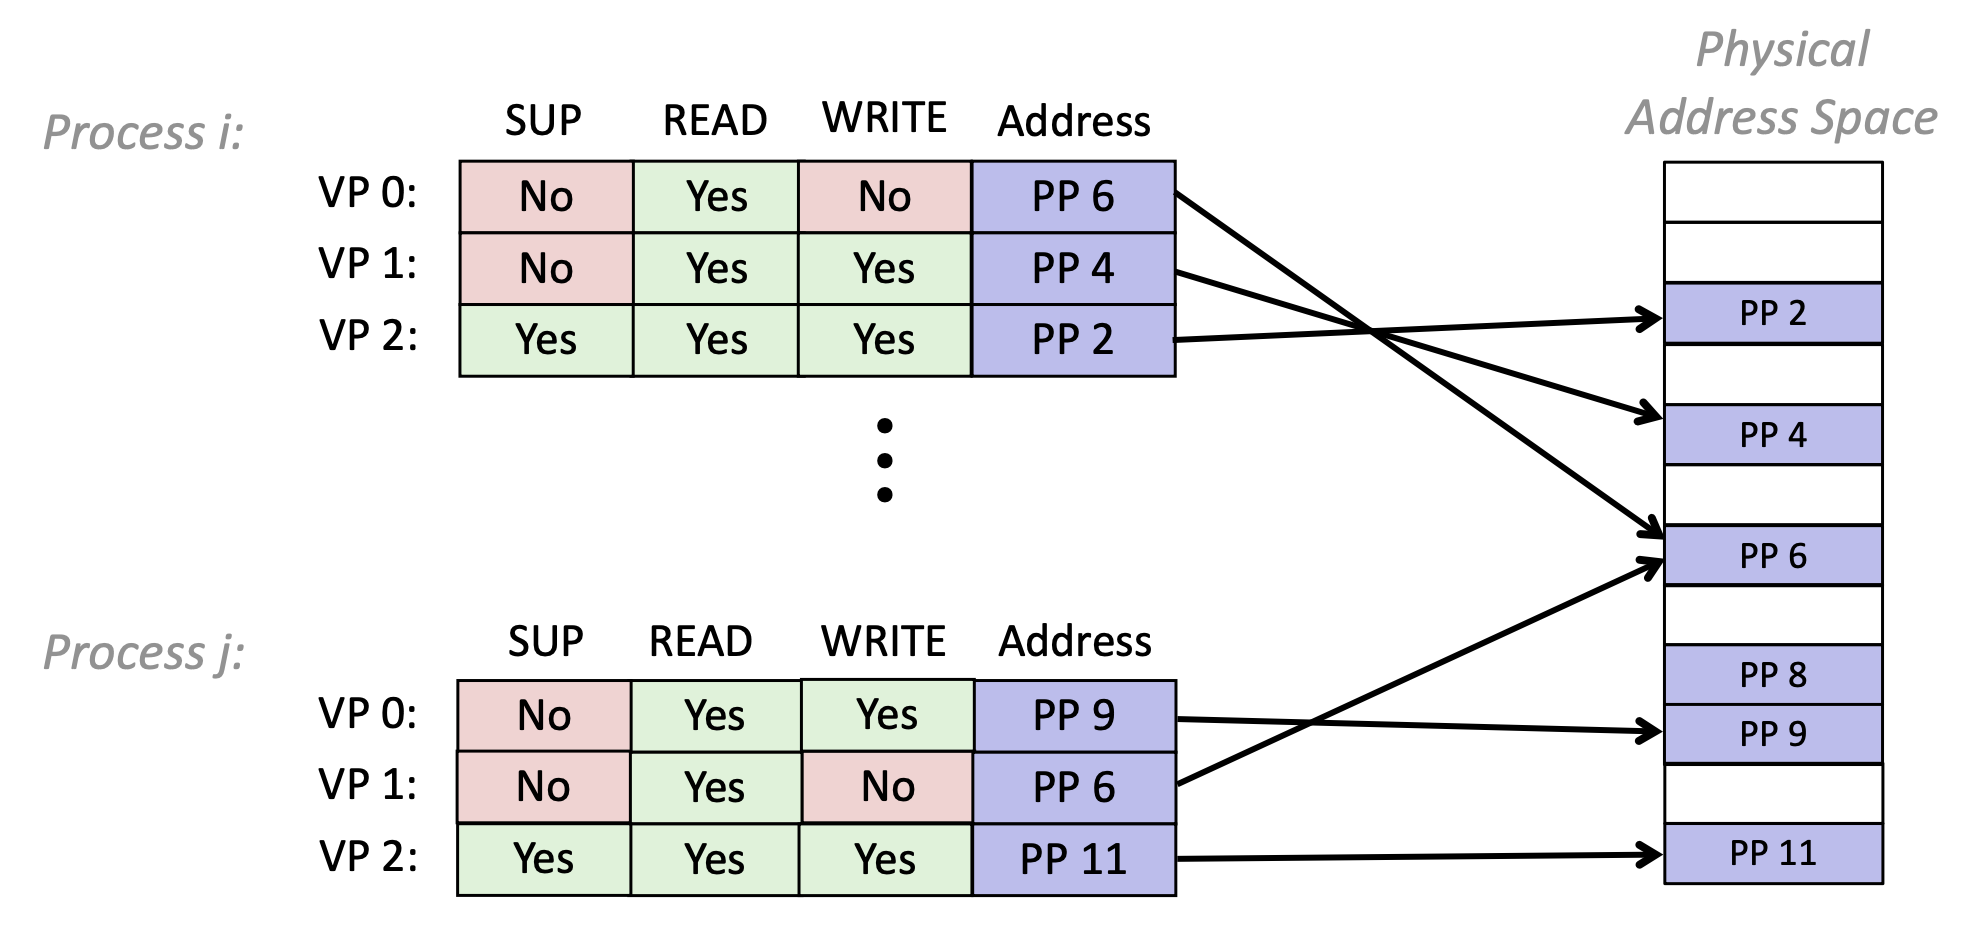 Physical
Address Space
Process i:
SUP READ WRITE Address
VP 0: No Yes No PP 6
VP 1: No Yes Yes PP 4
VP 2: Yes Yes Yes PP 2
PP 2
PP 4
PP 6
PP 8
PP 9
PP 11
Process j:
SUP READ WRITE Address
VP 0: No Yes Yes PP 9
VP 1: No Yes No PP 6
VP 2: Yes Yes Yes PP 11